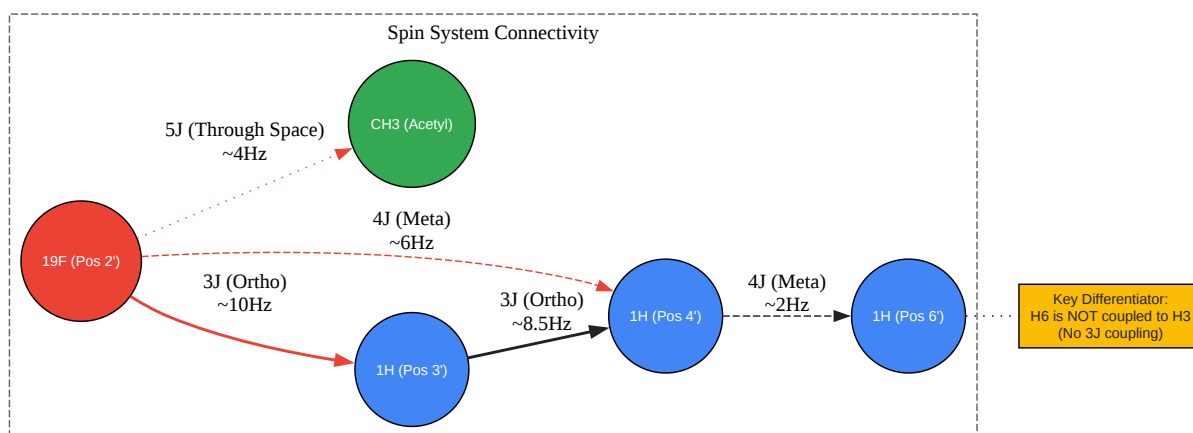 Spin System Connectivity
CH3 (Acetyl)
5J (Through Space)
~4Hz
4J (Meta)
~6Hz
19F (Pos 2')
3J (Ortho)
~10Hz
3J (Ortho)
~8.5Hz
1H (Pos 3')
1H (Pos 4')
4J (Meta)
~2Hz
1H (Pos 6')
Key Differentiator:
H6 is NOT coupled to H3
(No 3J coupling)